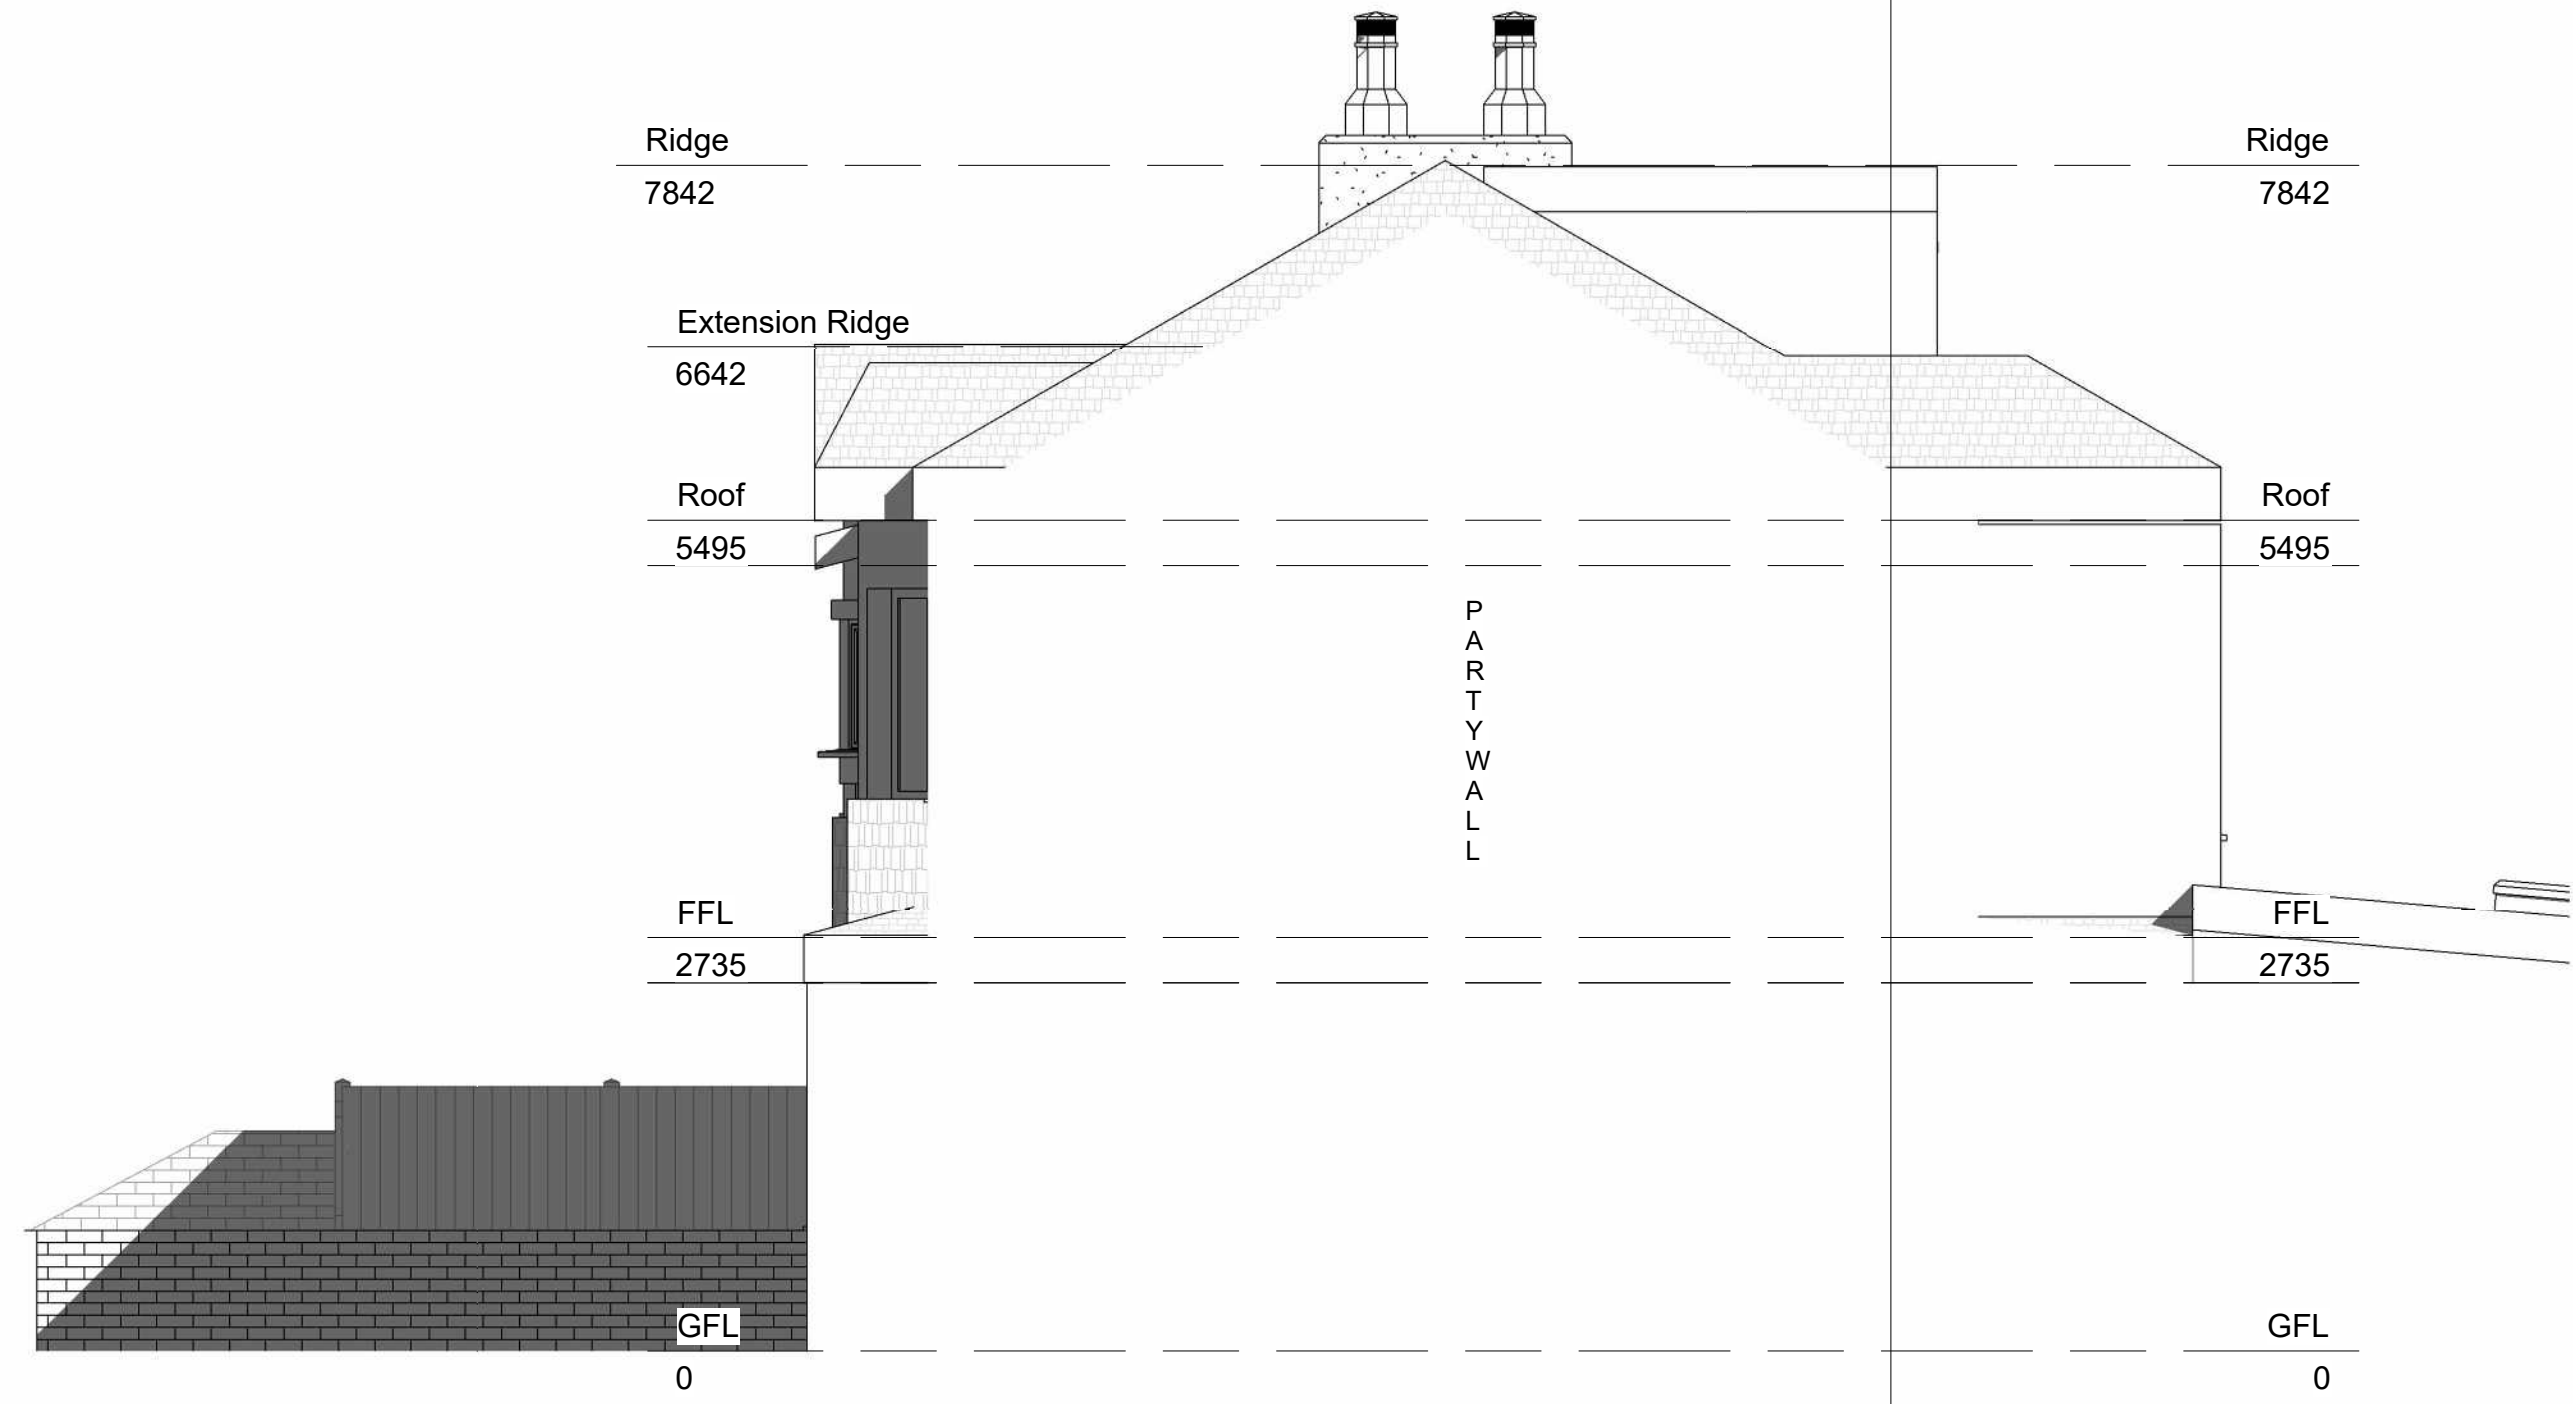 Ridge
7842
Ridge
7842
Extension Ridge
6642
Roof
5495
Roof
5495
PARTYWALL
FFL
2735
FFL
2735
GFL
0
GFL
0